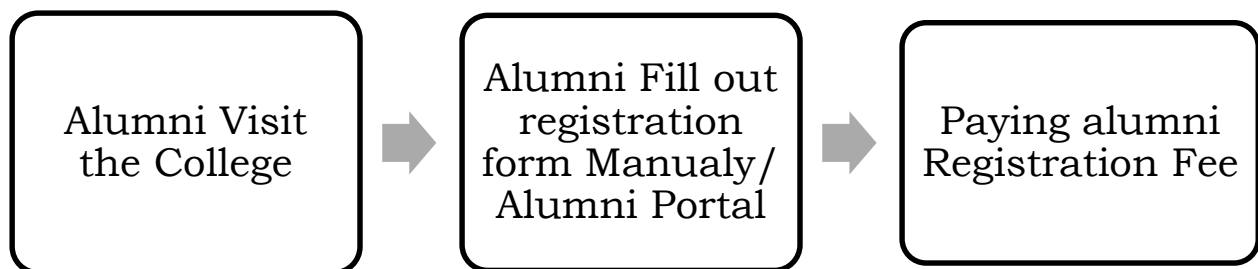 Alumni Visit
the College
Alumni Fill out
registration
form Manualy/
Alumni Portal
Paying alumni
Registration Fee